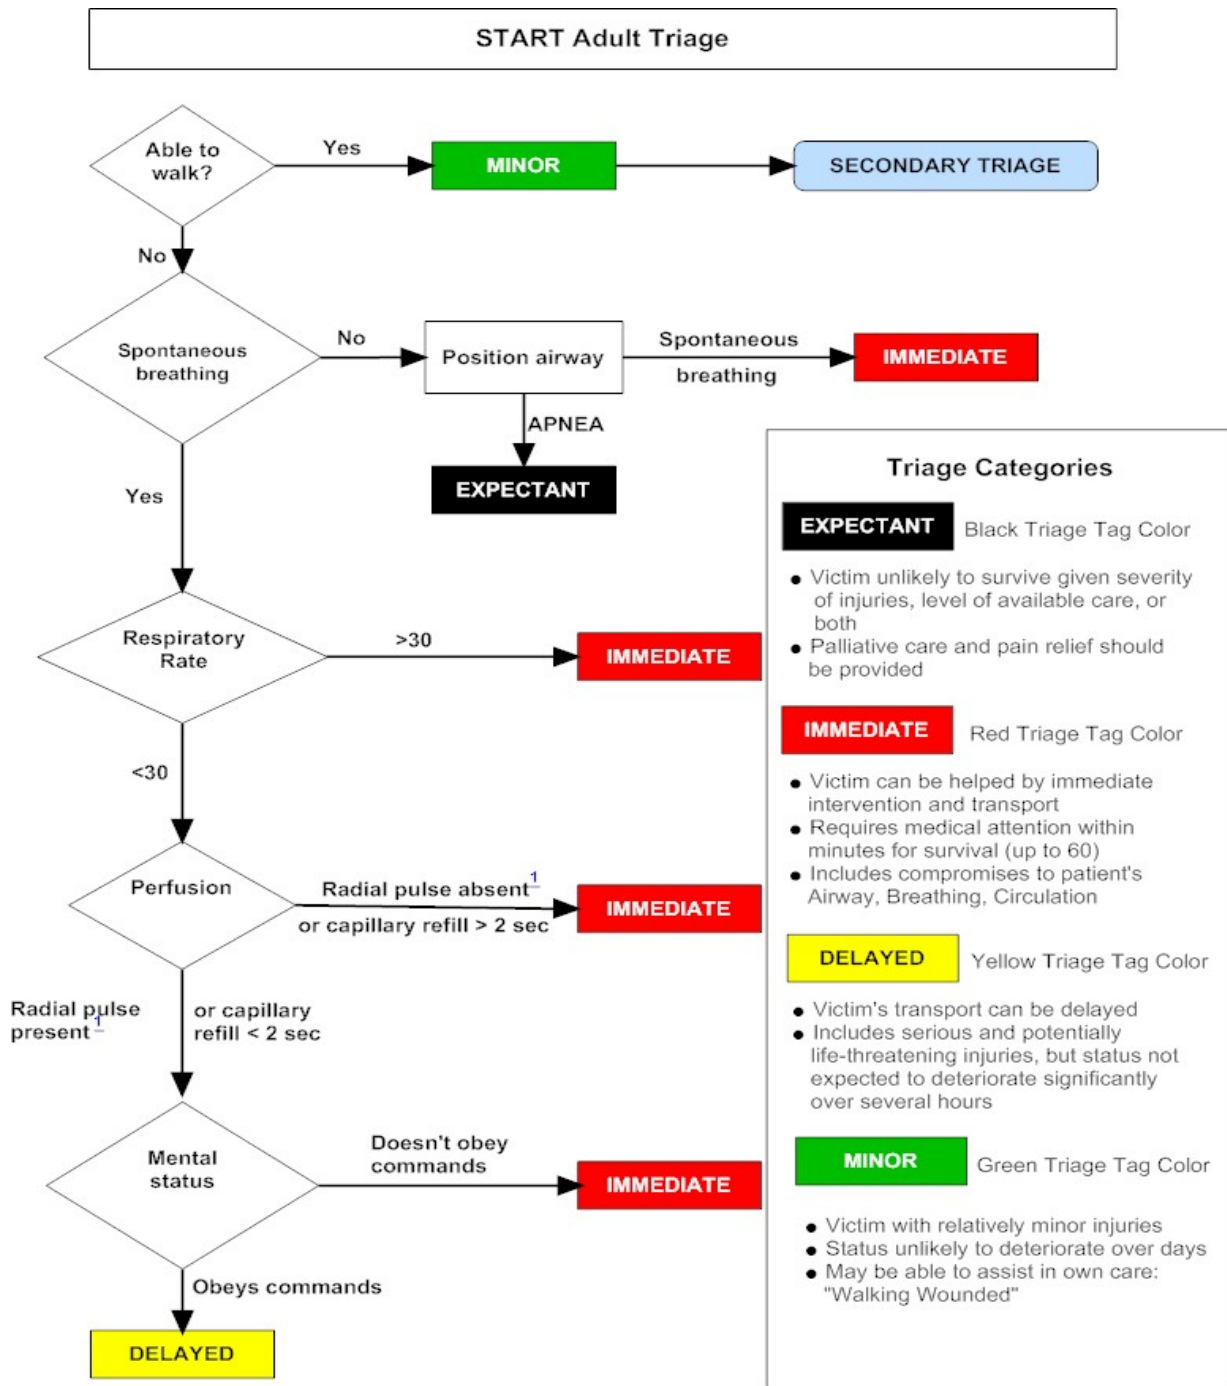 START Adult Triage
Able to
walk?
Yes
MINOR
SECONDARY TRIAGE
No
Spontaneous
breathing
No
Position airway
Spontaneous
breathing
IMMEDIATE
APNEA
EXPECTANT
Yes
Respiratory
Rate
>30
IMMEDIATE
<30
Perfusion
Radial pulse absent 1
or capillary refill > 2 sec
IMMEDIATE
Radial pulse
present 1
or capillary
refill < 2 sec
Mental
status
Doesn't obey
commands
IMMEDIATE
Obeys commands
DELAYED
Triage Categories
EXPECTANT Black Triage Tag Color
● Victim unlikely to survive given severity
of injuries, level of available care, or
both
● Palliative care and pain relief should
be provided
IMMEDIATE Red Triage Tag Color
● Victim can be helped by immediate
intervention and transport
● Requires medical attention within
minutes for survival (up to 60)
● Includes compromises to patient's
Airway, Breathing, Circulation
DELAYED Yellow Triage Tag Color
● Victim's transport can be delayed
● Includes serious and potentially
life-threatening injuries, but status not
expected to deteriorate significantly
over several hours
MINOR Green Triage Tag Color
● Victim with relatively minor injuries
● Status unlikely to deteriorate over days
● May be able to assist in own care:
"Walking Wounded"